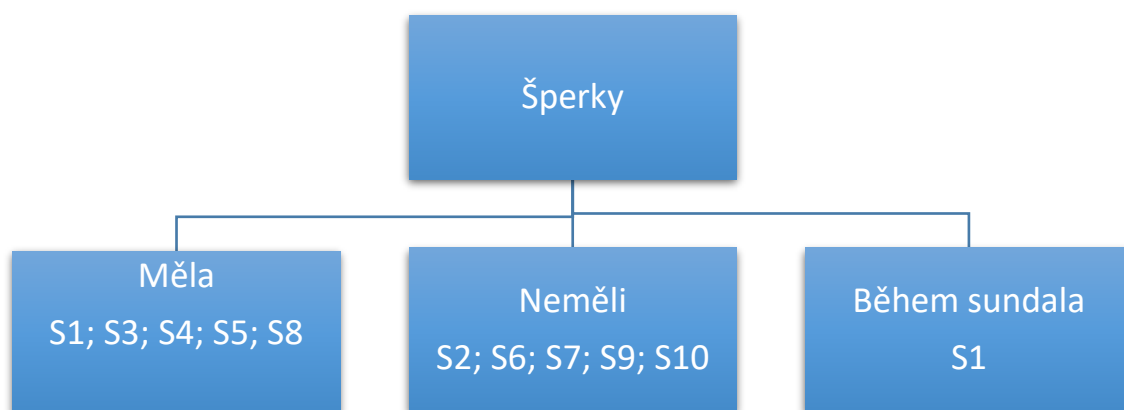 Šperky
Měla
S1; S3; S4; S5; S8
Neměli
S2; S6; S7; S9; S10
Během sundala
S1